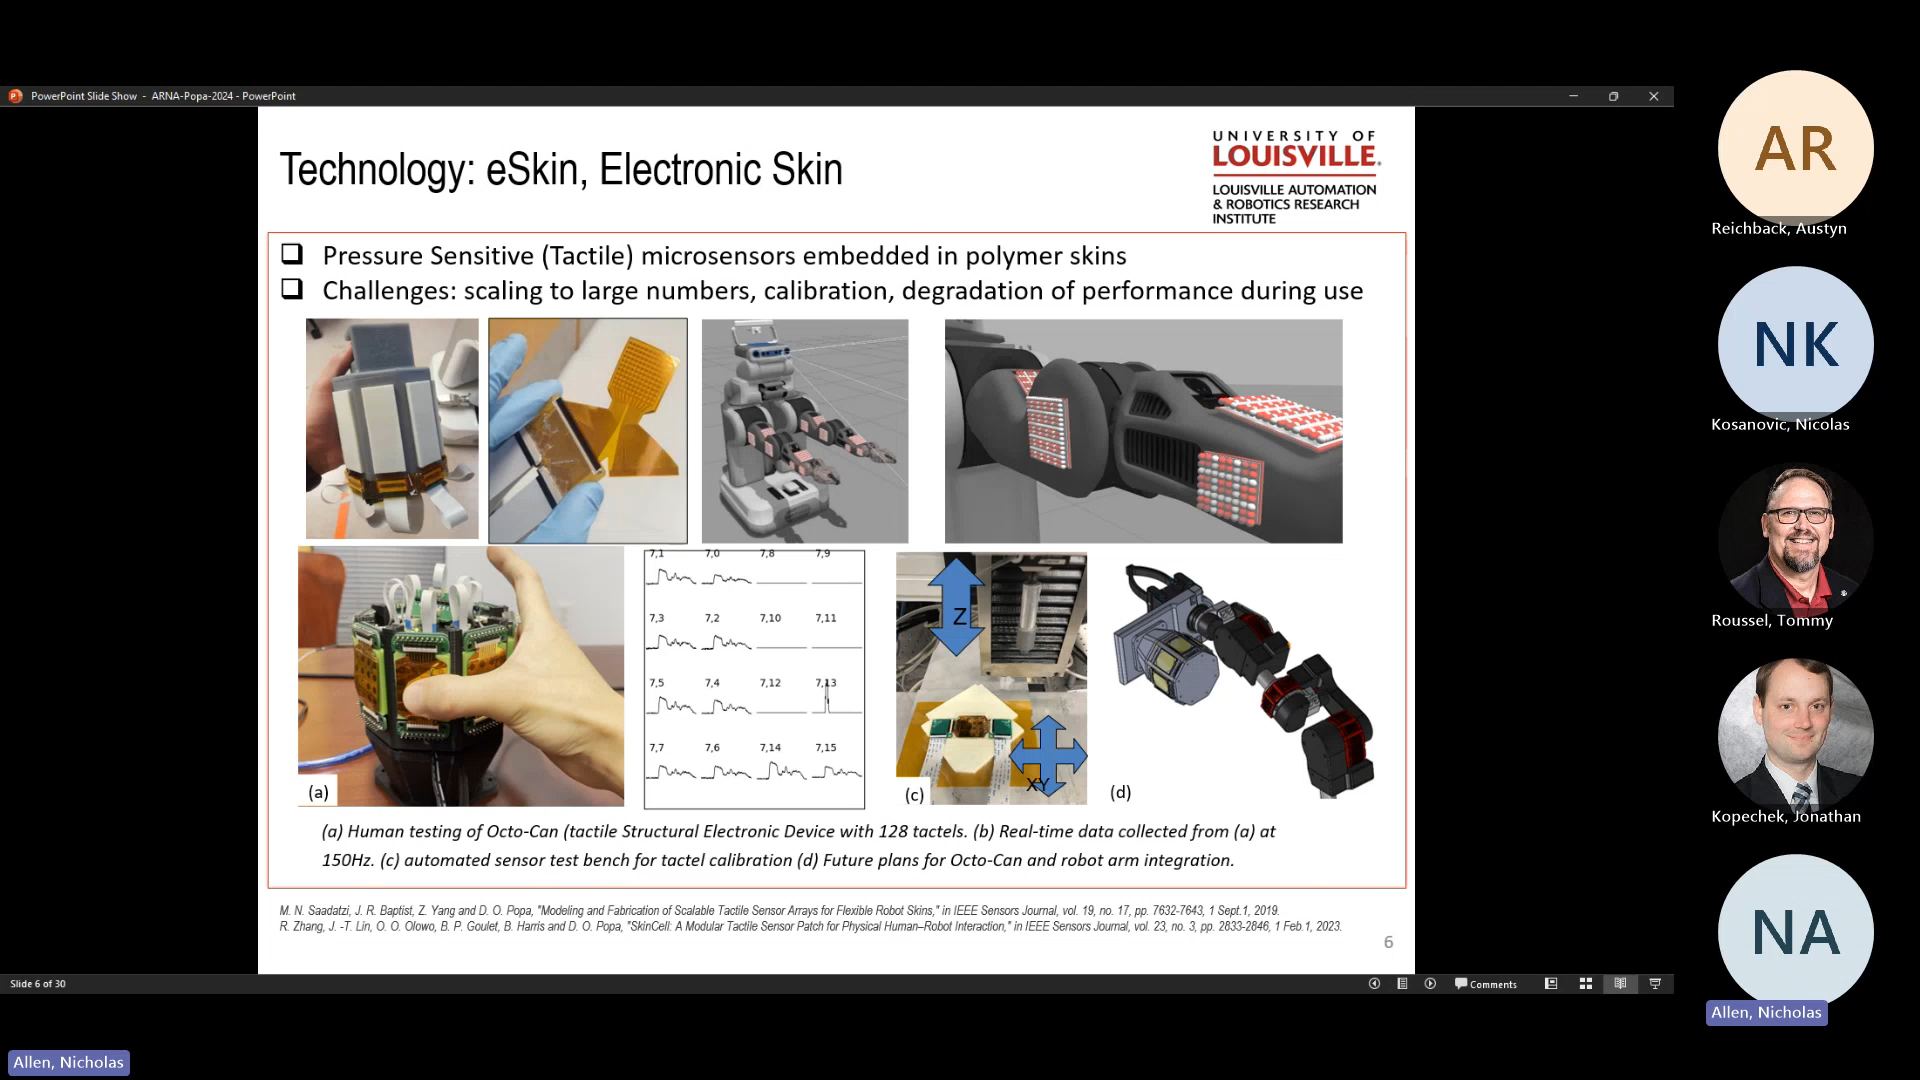 PowerPoint Slide Show - ARNA-Popa-2024 - PowerPoint
Technology: eSkin, Electronic Skin
UNIVERSITY OF
LOUISVILLE.
LOUISVILLE AUTOMATION
& ROBOTICS RESEARCH
INSTITUTE
Pressure Sensitive (Tactile) microsensors embedded in polymer skins
Challenges: scaling to large numbers, calibration, degradation of performance during use
7,1 7,0 7,8 7,9
7,3 7,2 7,10 7,11
7,5 7,4 7,12 7,13
7,7 7,6 7,14 7,15
Z
XY
(a)
(c)
(d)
(a) Human testing of Octo-Can (tactile Structural Electronic Device with 128 tactels. (b) Real-time data collected from (a) at
150Hz. (c) automated sensor test bench for tactel calibration (d) Future plans for Octo-Can and robot arm integration.
M. N. Saadatzi, J. R. Baptist, Z. Yang and D. O. Popa, "Modeling and Fabrication of Scalable Tactile Sensor Arrays for Flexible Robot Skins," in IEEE Sensors Journal, vol. 19, no. 17, pp. 7632-7643, 1 Sept.1, 2019.
R. Zhang, J. -T. Lin, O. O. Olowo, B. P. Goulet, B. Harris and D. O. Popa, "SkinCell: A Modular Tactile Sensor Patch for Physical Human–Robot Interaction," in IEEE Sensors Journal, vol. 23, no. 3, pp. 2833-2846, 1 Feb.1, 2023.
6
Slide 6 of 30
Comments
Allen, Nicholas
AR
Reichback, Austyn
NK
Kosanovic, Nicolas
Roussel, Tommy
Kopechek, Jonathan
NA
Allen, Nicholas